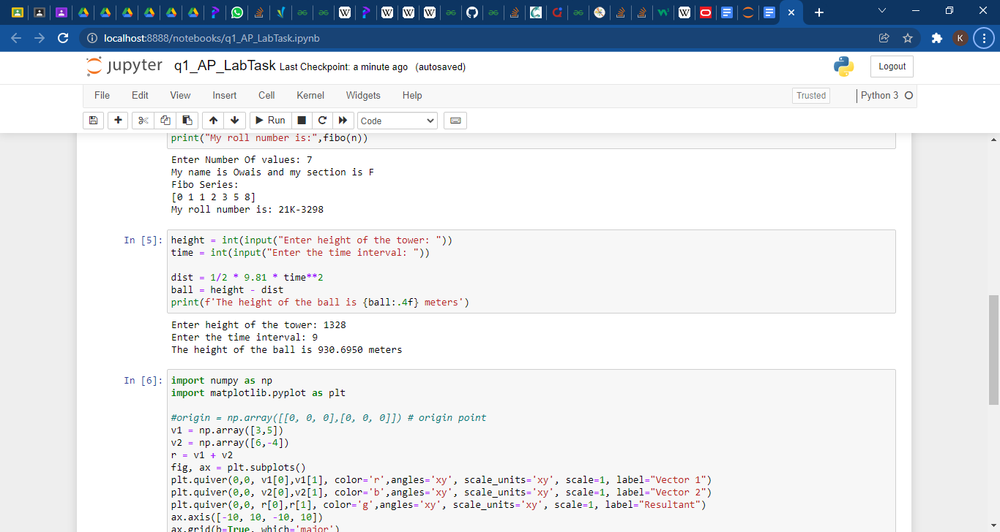 localhost:8888/notebooks/q1_AP_LabTask.ipynb
K
jupyter q1_AP_LabTask Last Checkpoint: a minute ago (autosaved)
Logout
File Edit View Insert Cell Kernel Widgets Help
Trusted
Python 3
Run
Code
print("My roll number is:",fibo(n))
Enter Number Of values: 7
My name is Owais and my section is F
Fibo Series:
[0 1 1 2 3 5 8]
My roll number is: 21K-3298
In [5]:
height = int(input("Enter height of the tower: "))
time = int(input("Enter the time interval: "))
dist = 1/2 * 9.81 * time**2
ball = height - dist
print(f'The height of the ball is {ball:.4f} meters')
Enter height of the tower: 1328
Enter the time interval: 9
The height of the ball is 930.6950 meters
In [6]:
import numpy as np
import matplotlib.pyplot as plt
#origin = np.array([[0, 0, 0],[0, 0, 0]]) # origin point
v1 = np.array([3,5])
v2 = np.array([6,-4])
r = v1 + v2
fig, ax = plt.subplots()
plt.quiver(0,0, v1[0],v1[1], color='r',angles='xy', scale_units='xy', scale=1, label="Vector 1")
plt.quiver(0,0, v2[0],v2[1], color='b',angles='xy', scale_units='xy', scale=1, label="Vector 2")
plt.quiver(0,0, r[0],r[1], color='g',angles='xy', scale_units='xy', scale=1, label="Resultant")
ax.axis([-10, 10, -10, 10])
ax.grid(b=True, which='major')